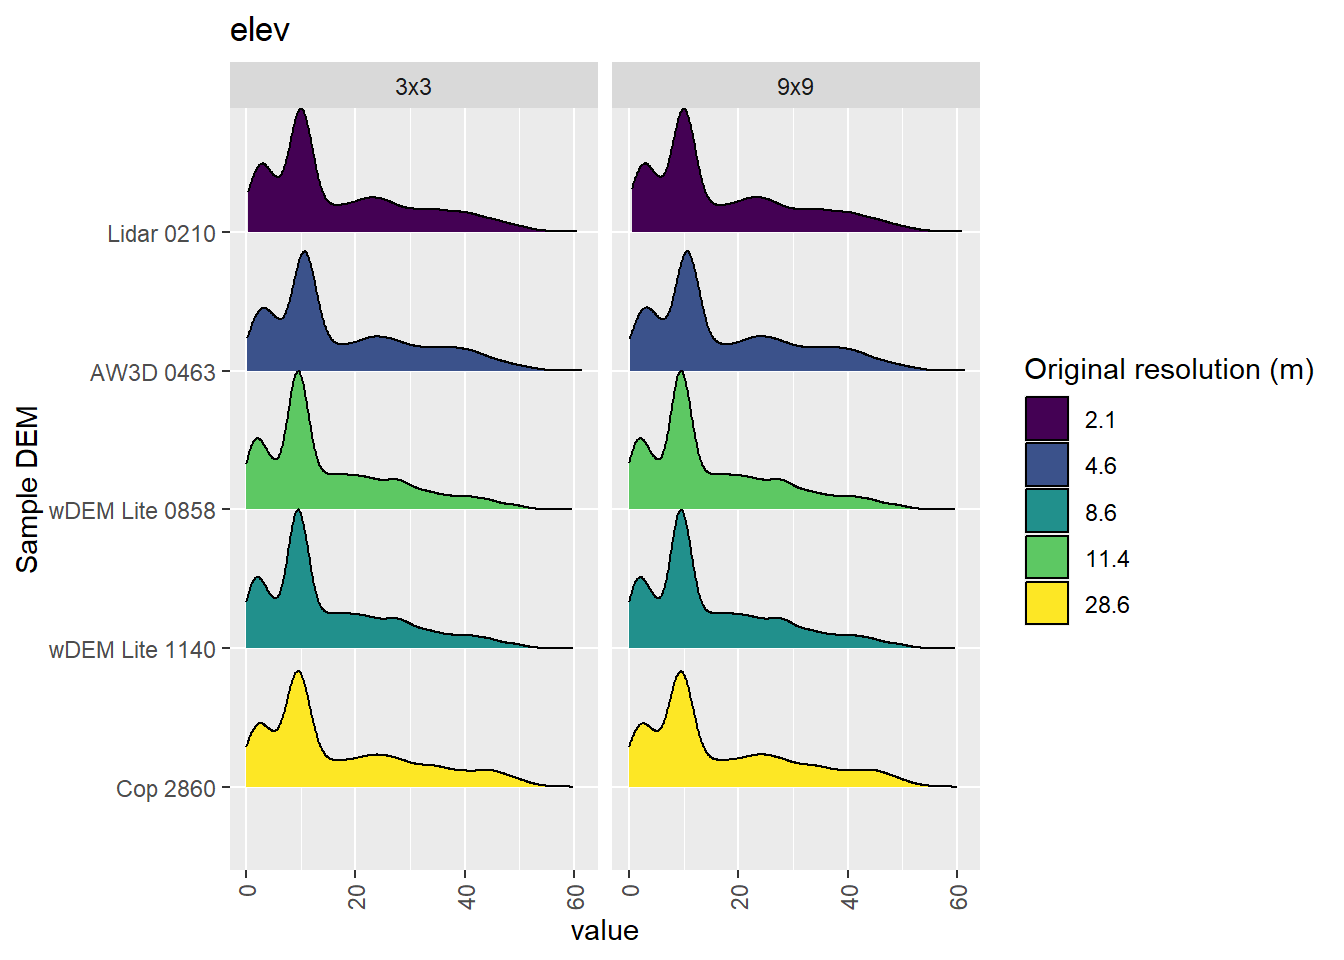 elev
3x3
9x9
Sample DEM
Lidar 0210
AW3D 0463
wDEM Lite 0858
wDEM Lite 1140
Cop 2860
0
20
40
60
0
20
40
60
value
Original resolution (m)
2.1
4.6
8.6
11.4
28.6